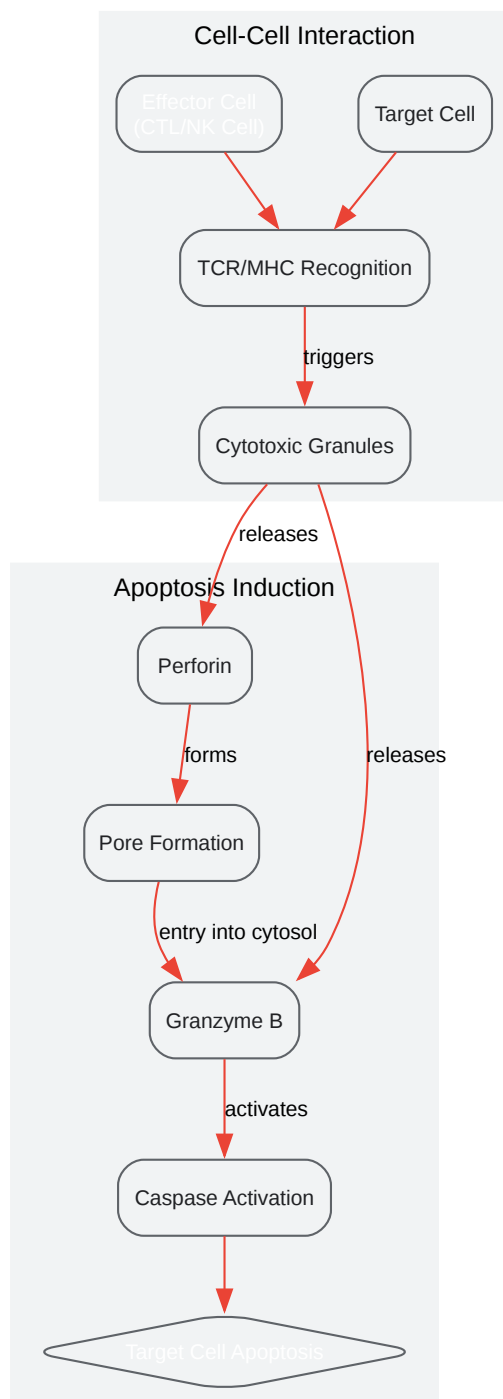 Cell-Cell Interaction
Effector Cell
(CTL/NK Cell)
Target Cell
TCR/MHC Recognition
triggers
Cytotoxic Granules
releases
Apoptosis Induction
Perforin
forms
releases
Pore Formation
entry into cytosol
Granzyme B
activates
Caspase Activation
Target Cell Apoptosis